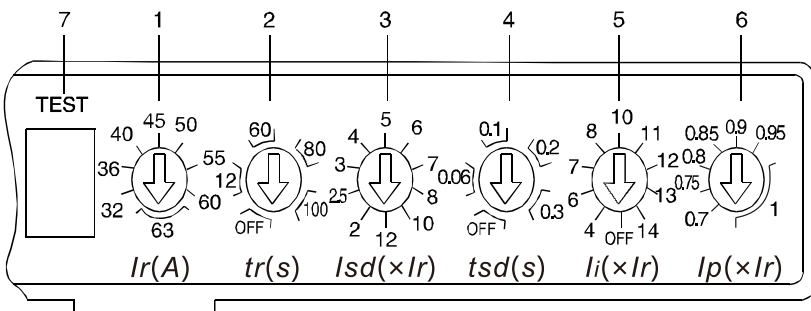 7 1 2 3 4 5 6
TEST
32 36 40 45 50 55 60 63
OFF 12 60 80 100
2 2.5 3 4 5 6 7 8 10 12
OFF 0.06 0.1 0.2 0.3
4 6 7 8 10 11 12 13 14 OFF
0.7 0.75 0.8 0.85 0.9 0.95 1
Ir(A) tr(s) Isd(×Ir) tsd(s) Ii(×Ir) Ip(×Ir)